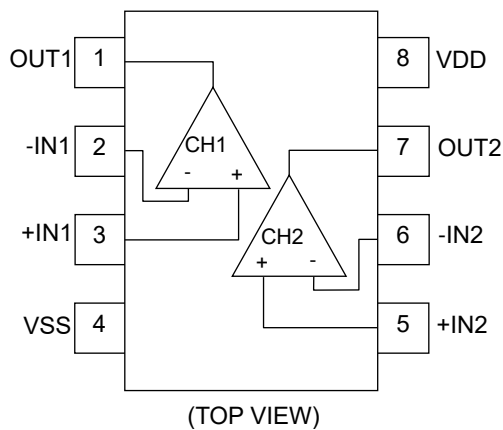 OUT1 1 8 VDD
CH1
-IN1 2 7 OUT2
- +
+IN1 3 CH2 6 -IN2
+ -
VSS 4 5 +IN2
(TOP VIEW)